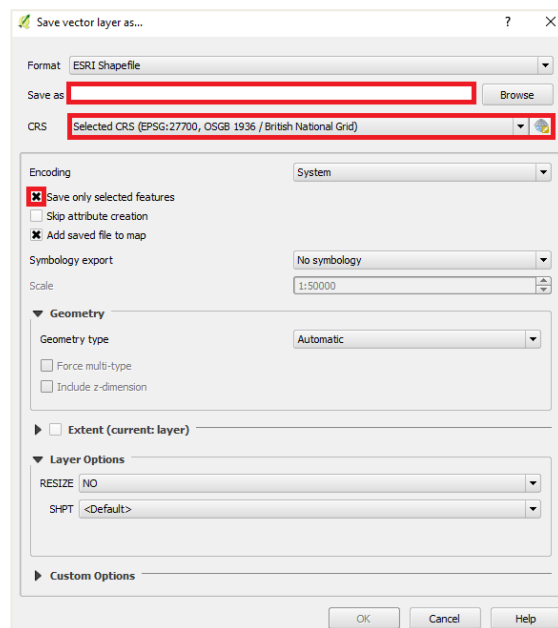 Save vector layer as...
?
Format ESRI Shapefile
Save as Browse
CRS Selected CRS (EPSG:27700, OSGB 1936 / British National Grid)
Encoding System
Save only selected features
Skip attribute creation
Add saved file to map
Symbology export No symbology
Scale 1:50000
Geometry
Geometry type Automatic
Force multi-type
Include z-dimension
Extent (current: layer)
Layer Options
RESIZE NO
SHPT <Default>
Custom Options
OK Cancel Help